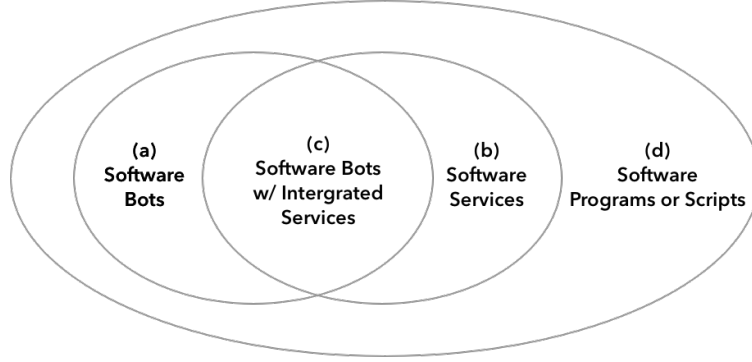 (a)
Software
Bots
(c)
Software Bots
w/ Intergrated
Services
(b)
Software
Services
(d)
Software
Programs or Scripts